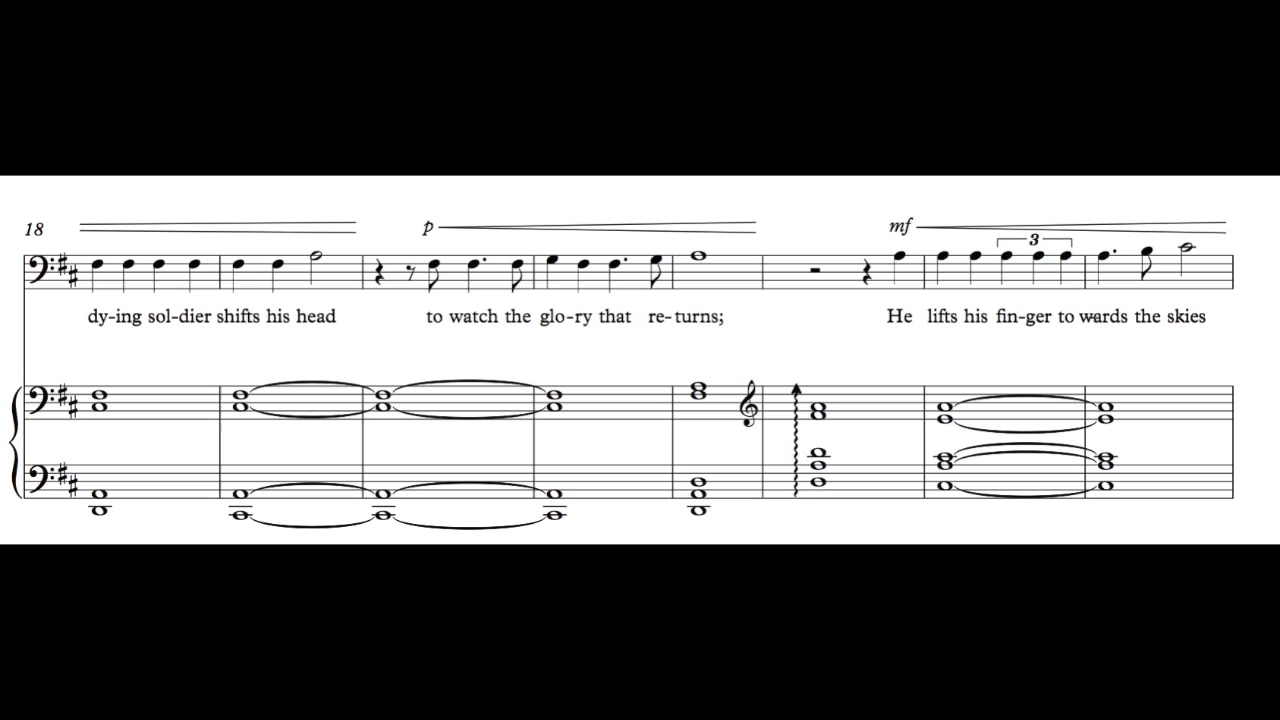 18 p mf
3
dy-ing sol-dier shifts his head to watch the glo-ry that re-turns; He lifts his fin-ger to wards the skies